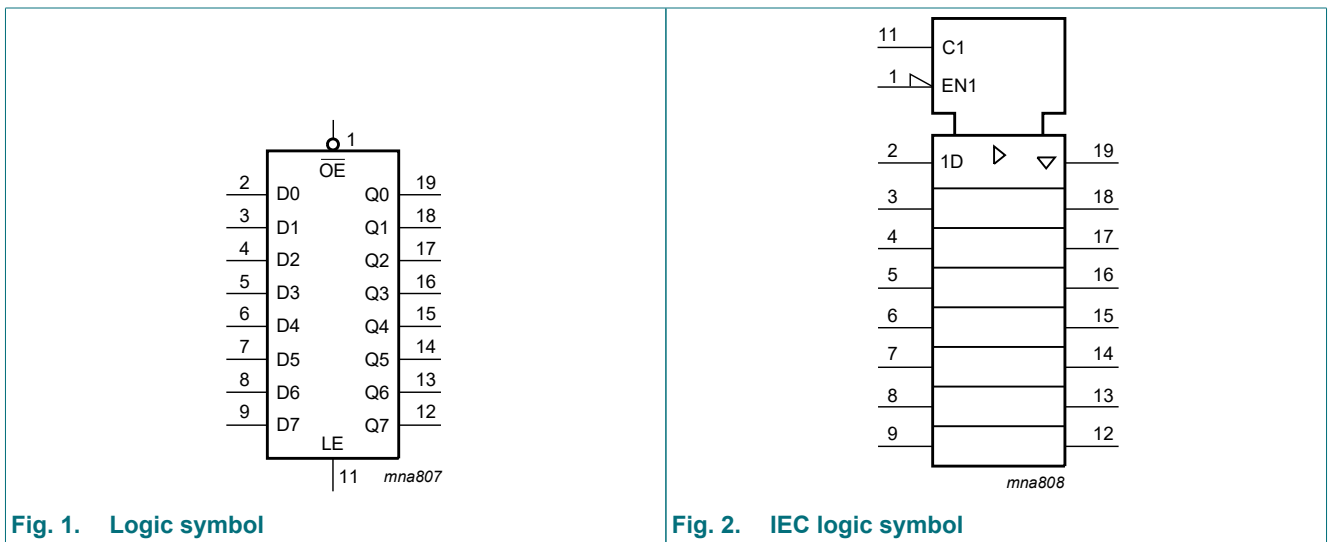 1
OE
2 D0 Q0 19
3 D1 Q1 18
4 D2 Q2 17
5 D3 Q3 16
6 D4 Q4 15
7 D5 Q5 14
8 D6 Q6 13
9 D7 Q7 12
LE
11 mna807
Fig. 1. Logic symbol
11 C1
1 EN1
2 1D 19
3 18
4 17
5 16
6 15
7 14
8 13
9 12
mna808
Fig. 2. IEC logic symbol